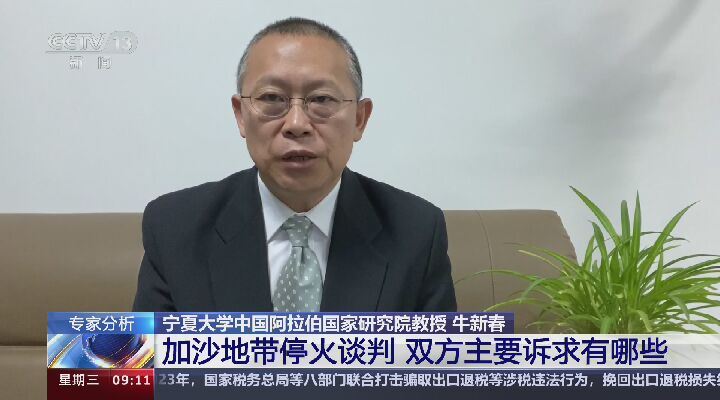 CCTV 13
新闻
专家分析
宁夏大学中国阿拉伯国家研究院教授 牛新春
加沙地带停火谈判 双方主要诉求有哪些
星期三 09:11
23年，国家税务总局等八部门联合打击骗取出口退税等涉税违法行为，挽回出口退税损失